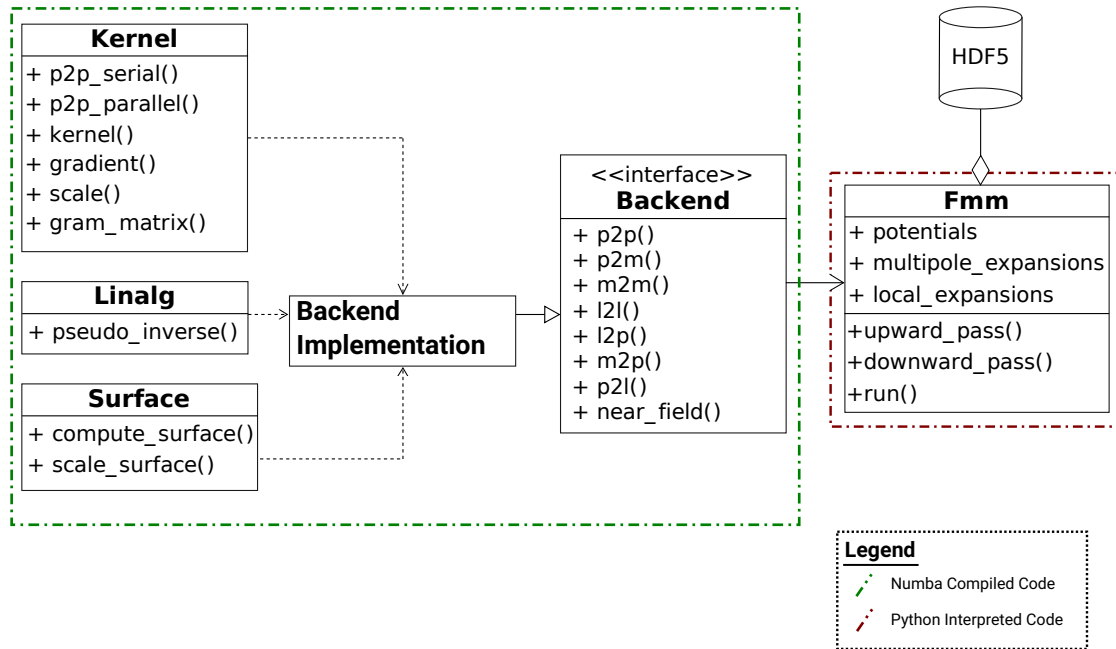 Kernel
+ p2p_serial()
+ p2p_parallel()
+ kernel()
+ gradient()
+ scale()
+ gram_matrix()
Linalg
+ pseudo_inverse()
Surface
+ compute_surface()
+ scale_surface()
Backend
Implementation
<<interface>>
Backend
+ p2p()
+ p2m()
+ m2m()
+ l2l()
+ l2p()
+ m2p()
+ p2l()
+ near_field()
HDF5
Fmm
+ potentials
+ multipole_expansions
+ local_expansions
+upward_pass()
+downward_pass()
+run()
Legend
Numba Compiled Code
Python Interpreted Code